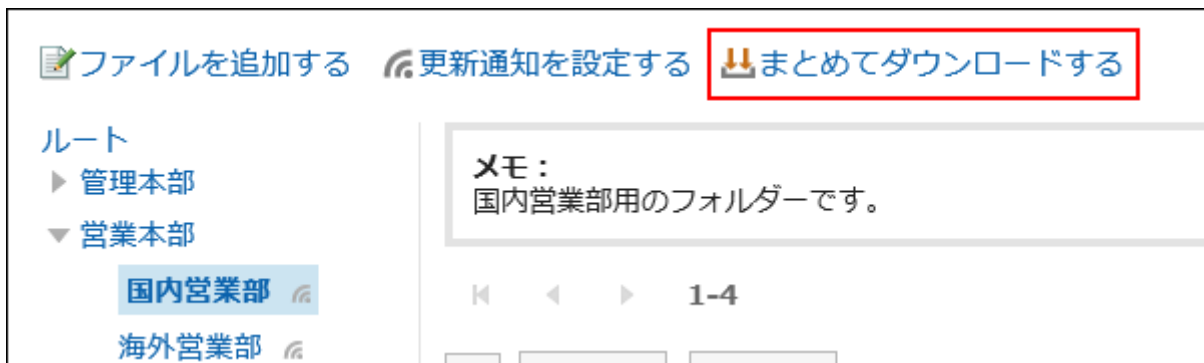 ファイルを追加する 更新通知を設定する まとめてダウンロードする
ルート
管理本部
営業本部
国内営業部
海外営業部
メモ：
国内営業部用のフォルダーです。
1-4